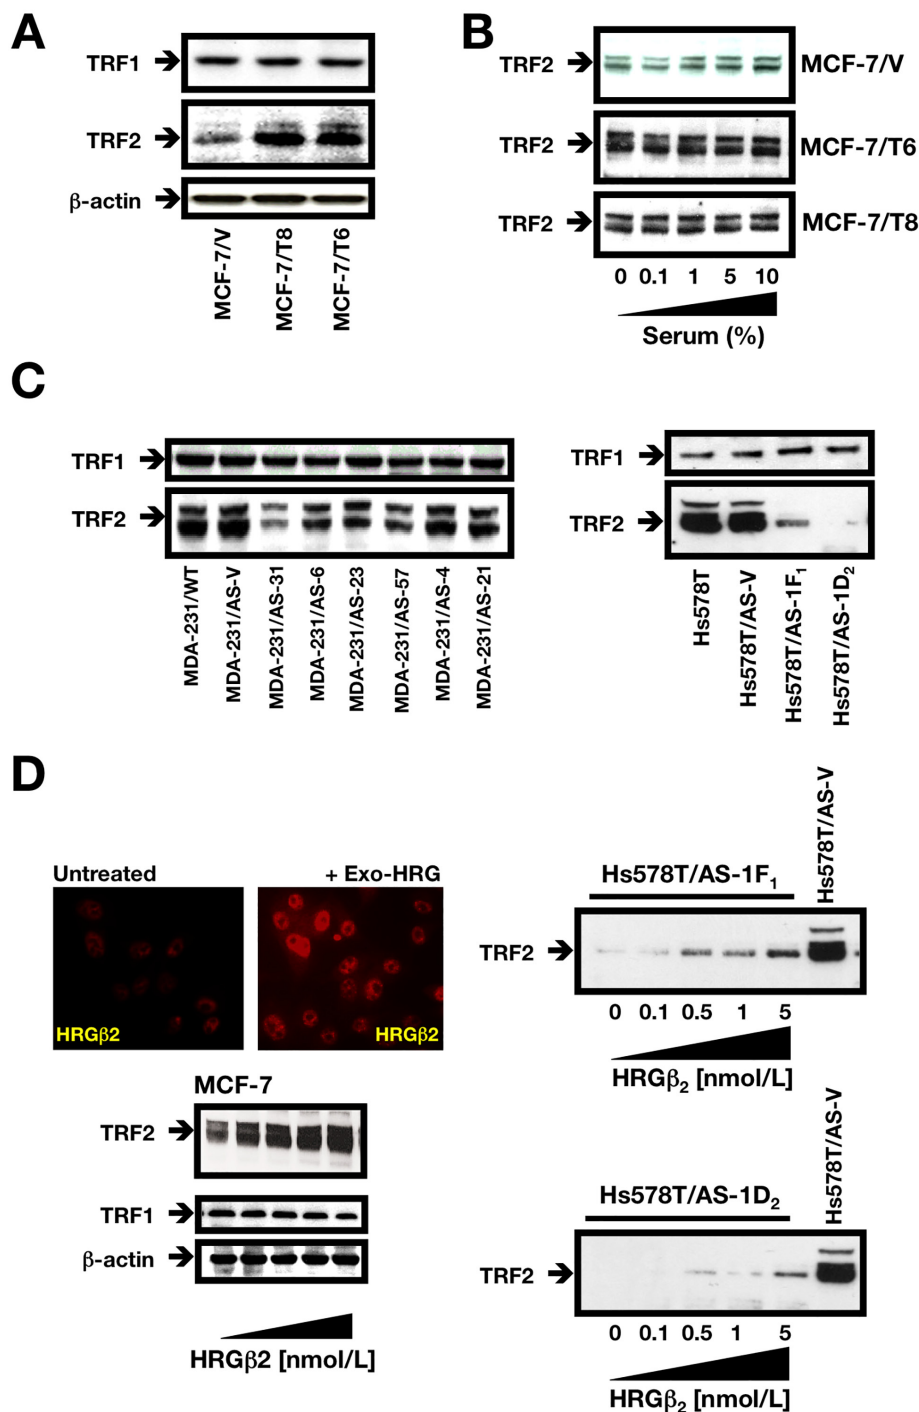 A
TRF1
TRF2
β-actin
MCF-7/V
MCF-7/T8
MCF-7/T6
B
TRF2 MCF-7/V
TRF2 MCF-7/T6
TRF2 MCF-7/T8
0 0.1 1 5 10
Serum (%)
C
TRF1
TRF2
MDA-231/WT
MDA-231/AS-V
MDA-231/AS-31
MDA-231/AS-6
MDA-231/AS-23
MDA-231/AS-57
MDA-231/AS-4
MDA-231/AS-21
TRF1
TRF2
Hs578T
Hs578T/AS-V
Hs578T/AS-1F₁
Hs578T/AS-1D₂
D
Untreated + Exo-HRG
HRGβ2 HRGβ2
MCF-7
TRF2
TRF1
β-actin
HRGβ2 [nmol/L]
Hs578T/AS-1F₁
Hs578T/AS-V
TRF2
0 0.1 0.5 1 5
HRGβ₂ [nmol/L]
Hs578T/AS-1D₂
Hs578T/AS-V
TRF2
0 0.1 0.5 1 5
HRGβ₂ [nmol/L]